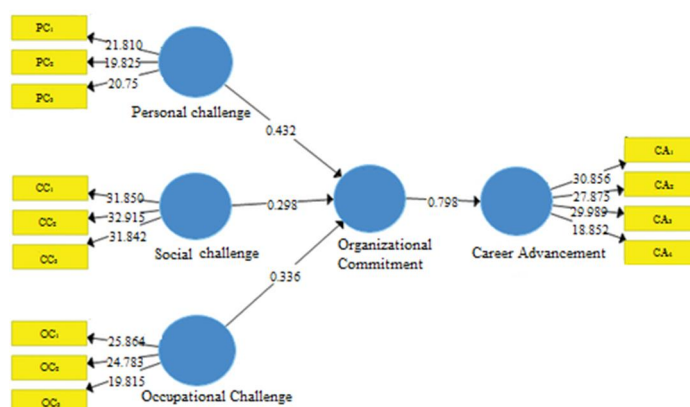 PC₁
21.810
PC₂
19.825
PC₃
20.75
Personal challenge
0.432
CC₁
31.850
CC₂
32.915
CC₃
31.842
Social challenge
0.298
OC₁
25.864
OC₂
24.783
OC₃
19.815
Occupational Challenge
0.336
Organizational
Commitment
0.798
Career Advancement
CA₁
30.856
CA₂
27.875
CA₃
29.989
CA₄
18.852